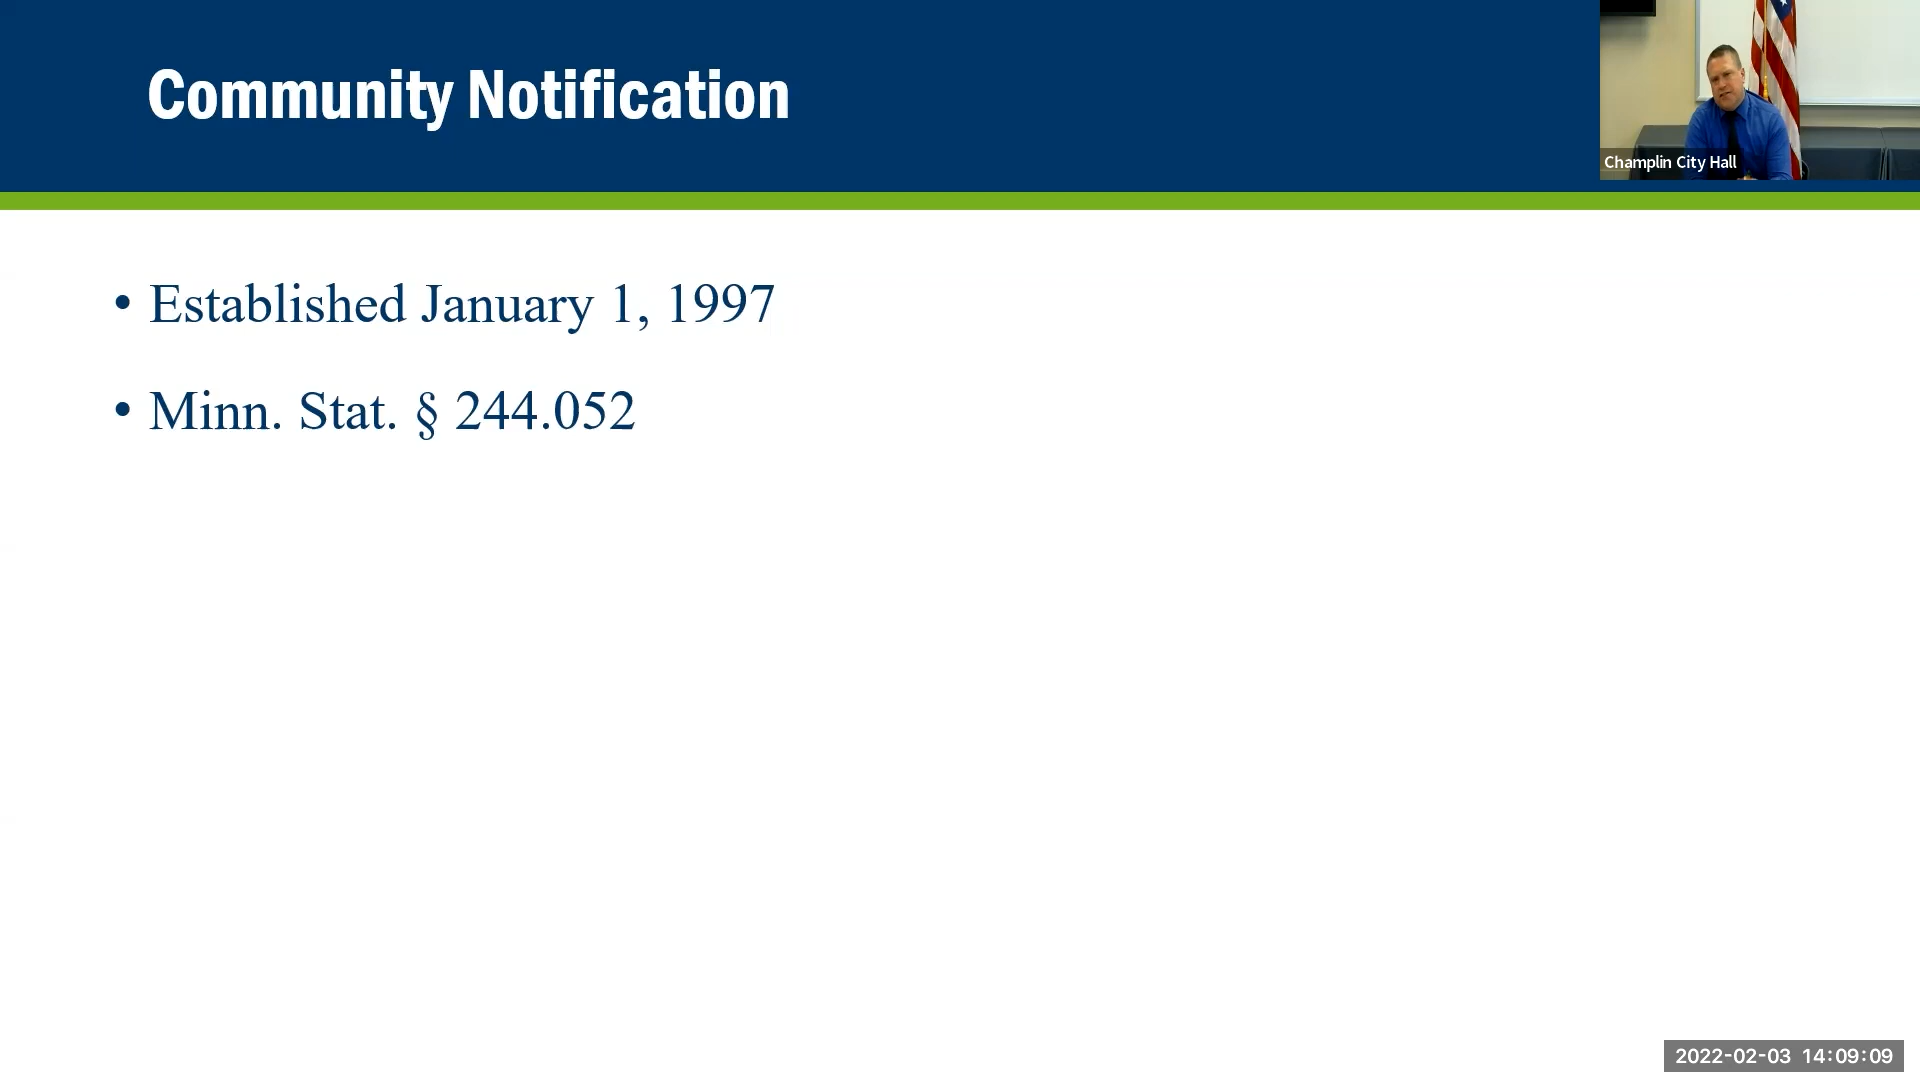 Community Notification
Champlin City Hall
• Established January 1, 1997
• Minn. Stat. § 244.052
2022-02-03 14:09:09